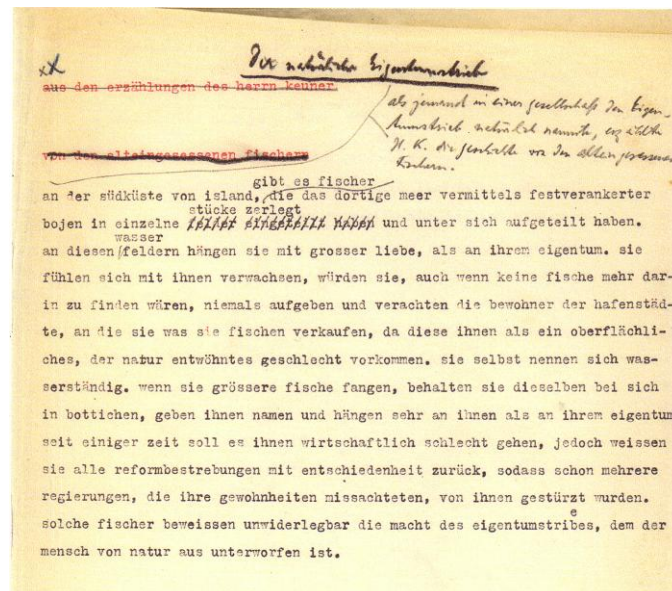 xx
Der natürliche Eigentumstrieb
aus den erzählungen des herrn keuner.
als jemand in einer gesellschaft den Eigen-
tumstrieb natürlich nannte, erzählte
H. K. die geschichte von den alteingesessenen
fischern.
von den alteingesessenen fischern
gibt es fischer
an der südküste von island, die das dortige meer vermittels festverankerter
stücke zerlegt
bojen in einzelne felder eingeteilt haben und unter sich aufgeteilt haben.
wasser
an diesen feldern hängen sie mit grosser liebe, als an ihrem eigentum. sie
fühlen sich mit ihnen verwachsen, würden sie, auch wenn keine fische mehr dar-
in zu finden wären, niemals aufgeben und verachten die bewohner der hafenstäd-
te, an die sie was sie fischen verkaufen, da diese ihnen als ein oberflächli-
ches, der natur entwöhntes geschlecht vorkommen. sie selbst nennen sich was-
serständig. wenn sie grössere fische fangen, behalten sie dieselben bei sich
in bottichen, geben ihnen namen und hängen sehr an ihnen als an ihrem eigentum
seit einiger zeit soll es ihnen wirtschaftlich schlecht gehen, jedoch weissen
sie alle reformbestrebungen mit entschiedenheit zurück, sodass schon mehrere
regierungen, die ihre gewohnheiten missachteten, von ihnen gestürzt wurden.
e
solche fischer beweissen unwiderlegbar die macht des eigentumstribes, dem der
mensch von natur aus unterworfen ist.